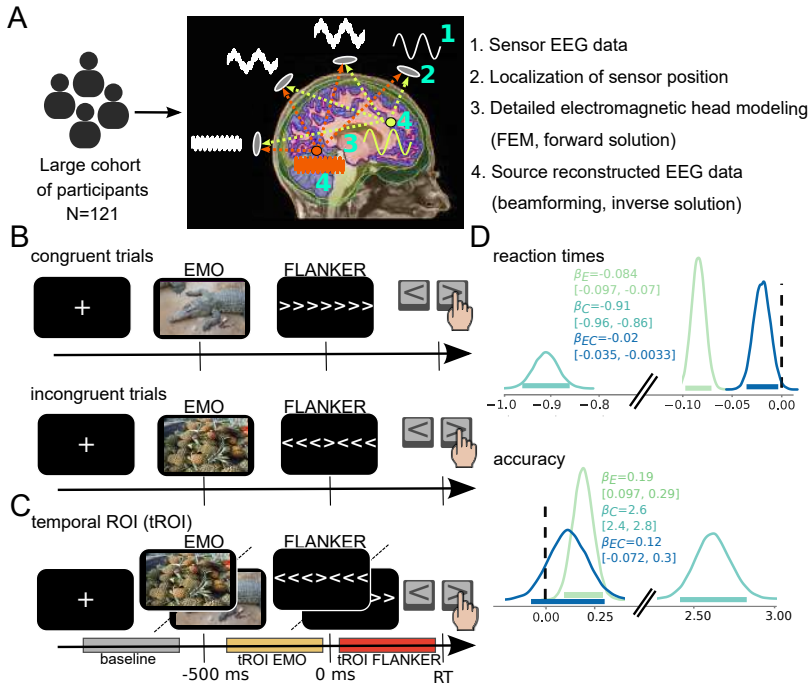 A
1
2
3
4
4
Large cohort
of participants
N=121
1. Sensor EEG data
2. Localization of sensor position
3. Detailed electromagnetic head modeling
(FEM, forward solution)
4. Source reconstructed EEG data
(beamforming, inverse solution)
B
congruent trials
EMO
FLANKER
+
>>>>>>>
< >
incongruent trials
EMO
FLANKER
+
<<<><<<
< >
C
temporal ROI (tROI)
EMO
FLANKER
+
<<<><<<
>>
< >
baseline
tROI EMO
tROI FLANKER
-500 ms
0 ms
RT
D
reaction times
βE=-0.084
[-0.097, -0.07]
βC=-0.91
[-0.96, -0.86]
βEC=-0.02
[-0.035, -0.0033]
−1.0 −0.9 −0.8 −0.10 −0.05 0.00
accuracy
βE=0.19
[0.097, 0.29]
βC=2.6
[2.4, 2.8]
βEC=0.12
[-0.072, 0.3]
0.00 0.25 2.50 3.00